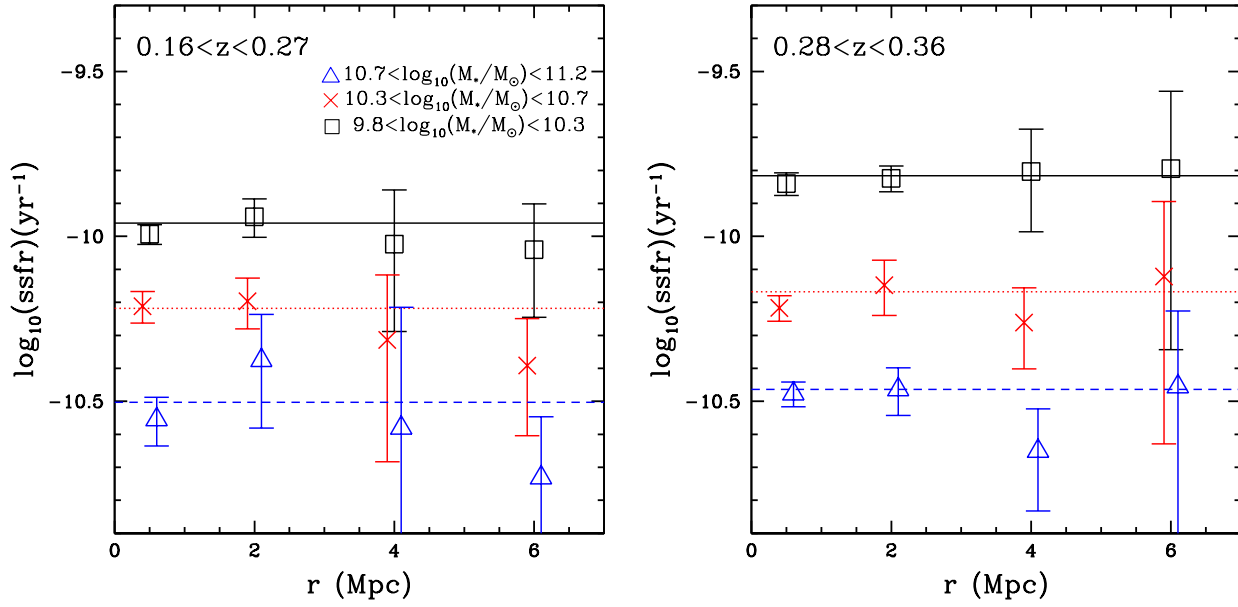 0.16<z<0.27
10.7<log₁₀(M*/M☉)<11.2
10.3<log₁₀(M*/M☉)<10.7
9.8<log₁₀(M*/M☉)<10.3
log₁₀(ssfr)(yr⁻¹)
-9.5
-10
-10.5
0 2 4 6
r (Mpc)
0.28<z<0.36
log₁₀(ssfr)(yr⁻¹)
-9.5
-10
-10.5
0 2 4 6
r (Mpc)